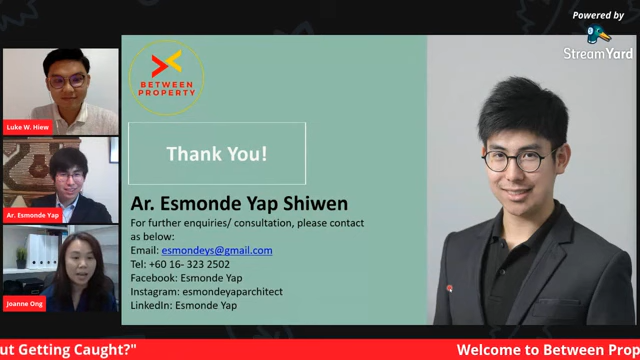 Powered by
StreamYard
BETWEEN
PROPERTY
Luke W. Hiew
Thank You!
Ar. Esmonde Yap
Ar. Esmonde Yap Shiwen
For further enquiries/ consultation, please contact
as below:
Email: esmondeys@gmail.com
Tel: +60 16- 323 2502
Facebook: Esmonde Yap
Instagram: esmondeyaparchitect
LinkedIn: Esmonde Yap
Joanne Ong
ut Getting Caught?"
Welcome to Between Prop